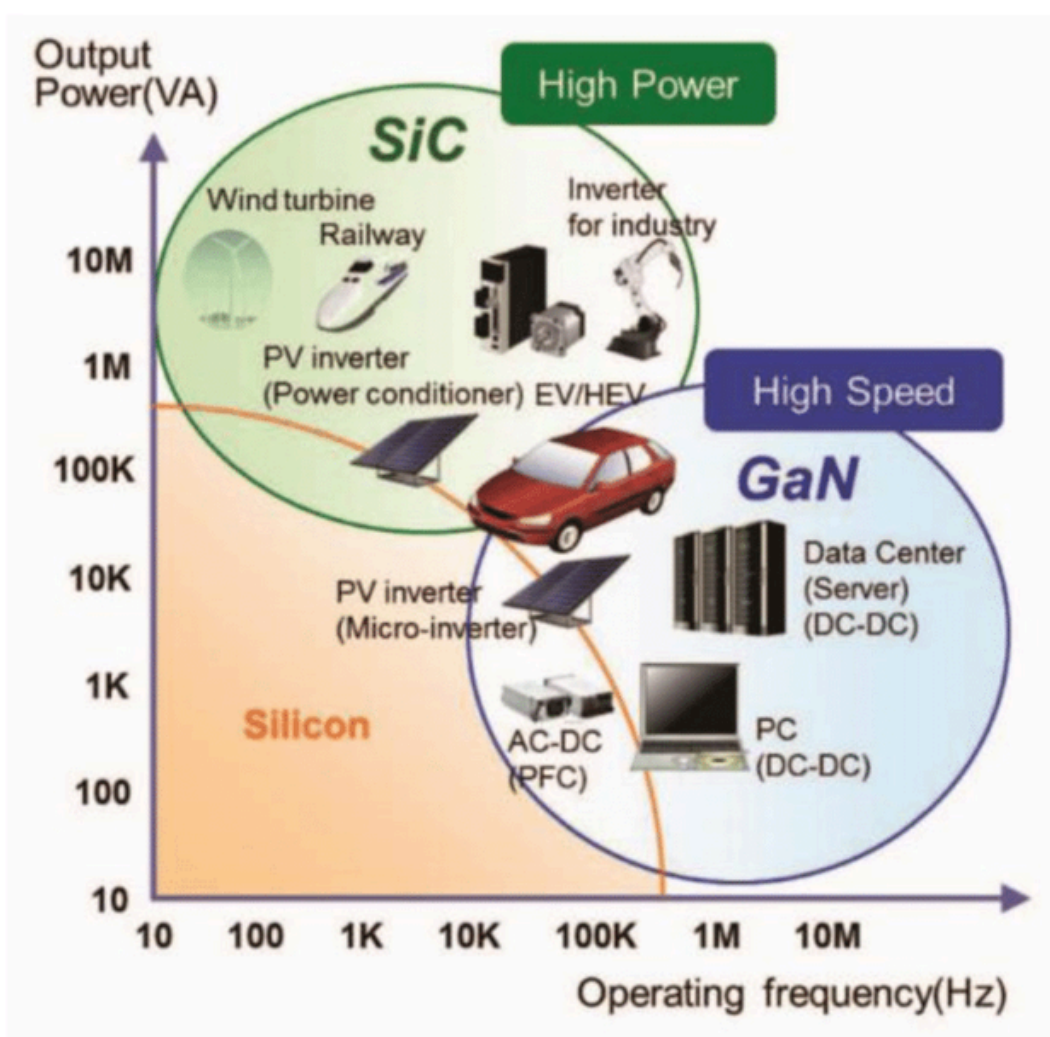 Output
Power(VA)
High Power
SiC
Wind turbine
Railway
Inverter
for industry
10M
PV inverter
(Power conditioner)
EV/HEV
1M
High Speed
100K
GaN
Data Center
(Server)
(DC-DC)
10K
PV inverter
(Micro-inverter)
1K
Silicon
AC-DC
(PFC)
PC
(DC-DC)
100
10
10 100 1K 10K 100K 1M 10M
Operating frequency(Hz)